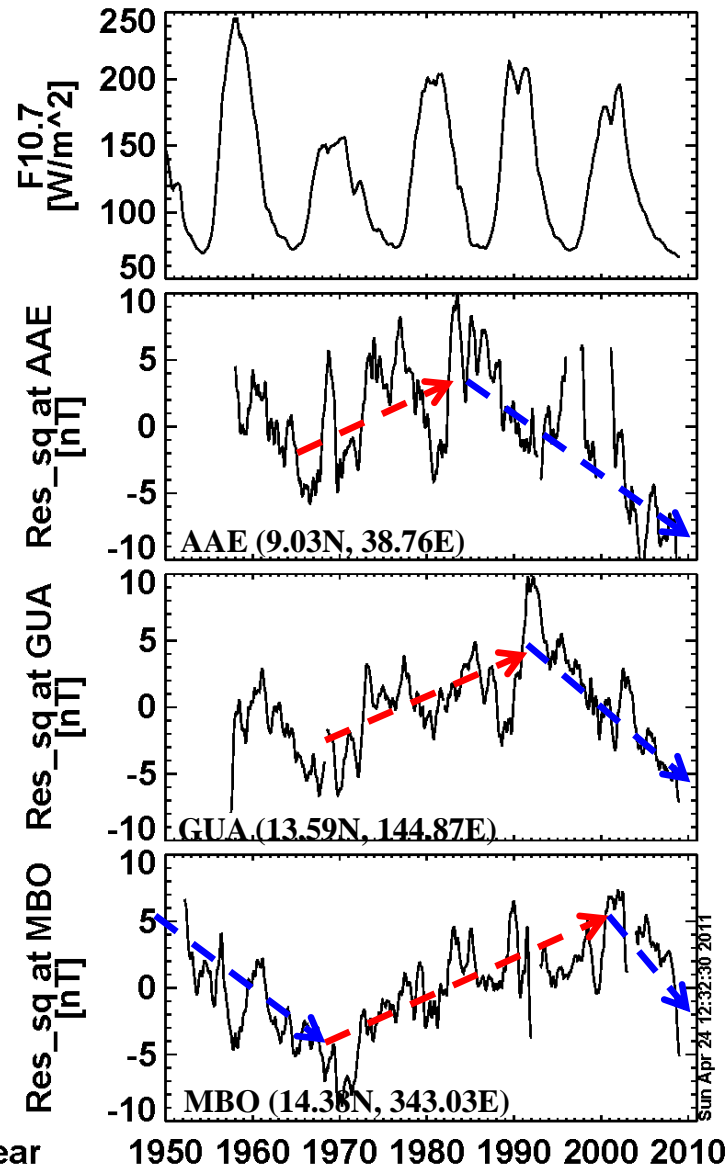 F10.7
[W/m^2]
250
200
150
100
50
Res_sq at AAE
[nT]
10
5
0
-5
-10
AAE (9.03N, 38.76E)
Res_sq at GUA
[nT]
10
5
0
-5
-10
GUA (13.59N, 144.87E)
Res_sq at MBO
[nT]
10
5
0
-5
-10
MBO (14.38N, 343.03E)
Sun Apr 24 12:32:30 2011
ear 1950 1960 1970 1980 1990 2000 2010